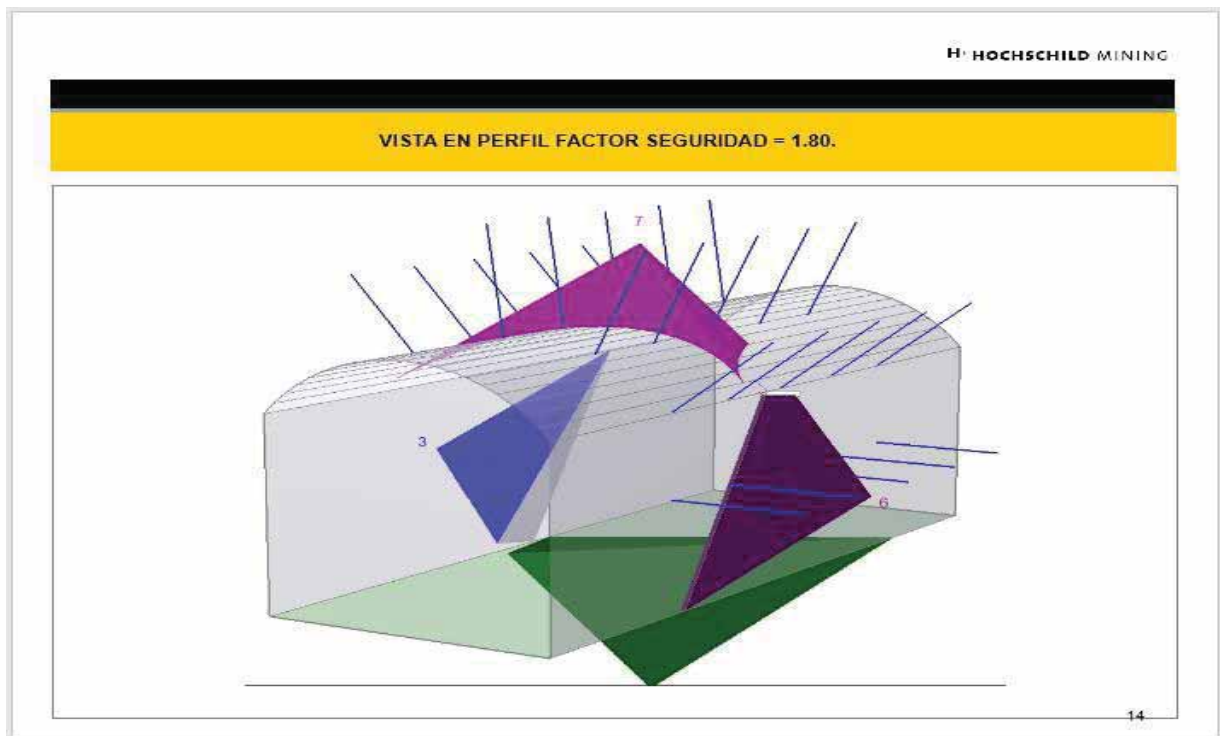 H HOCHSCHILD MINING
VISTA EN PERFIL FACTOR SEGURIDAD = 1.80.
7
3
6
14